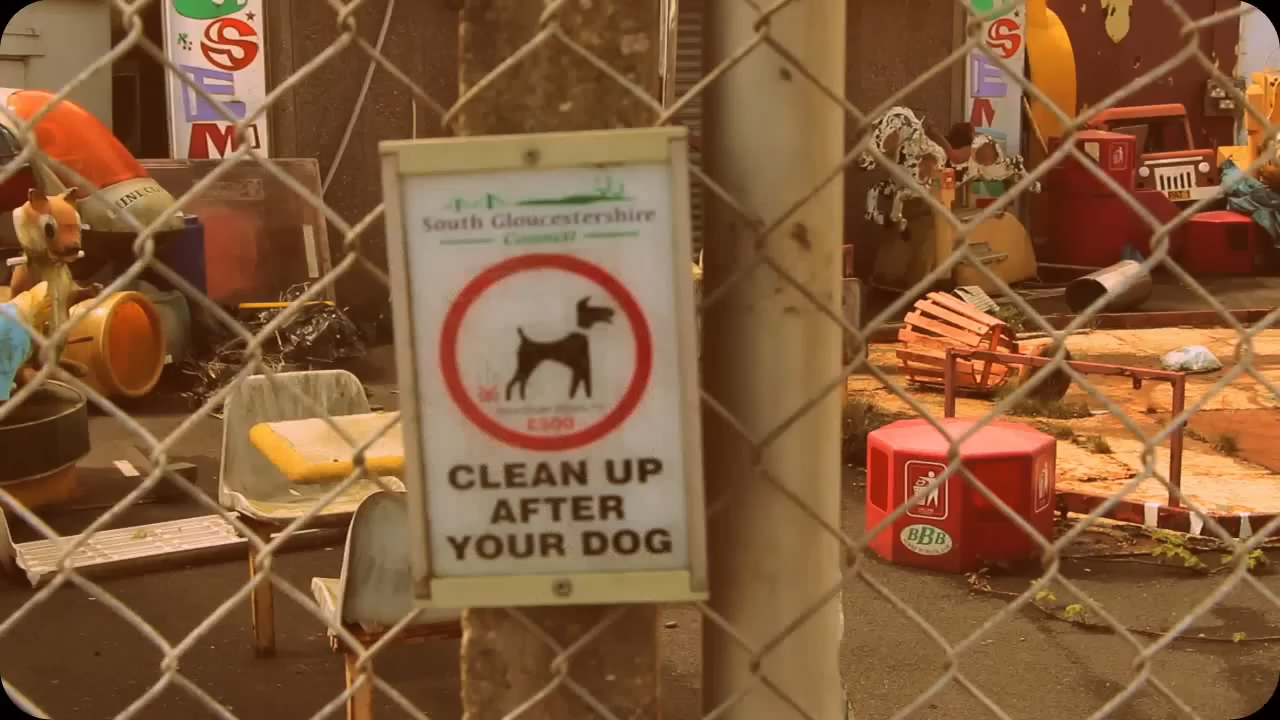 S
E
M
South Gloucestershire
Council
£500
CLEAN UP
AFTER
YOUR DOG
S
E
M
BBB